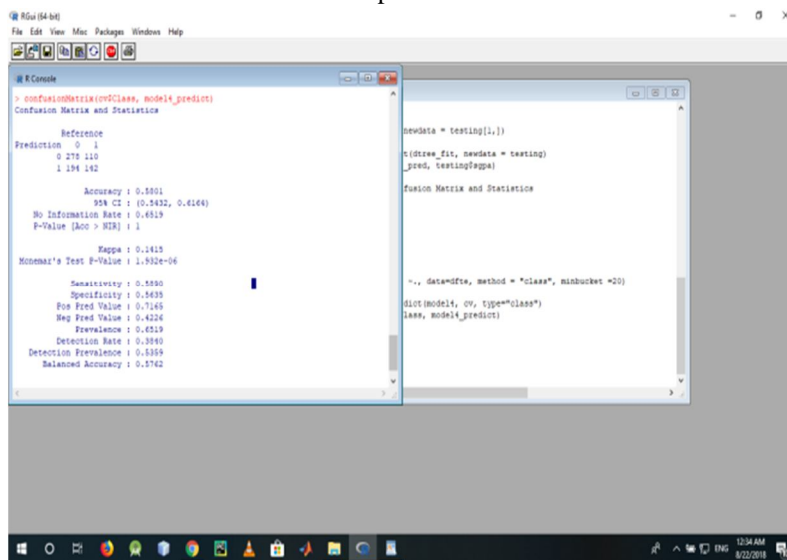 RGui (64-bit)
File Edit View Misc Packages Windows Help
R Console
> confusionMatrix(cv$Class, model4_predict)
Confusion Matrix and Statistics
Reference
Prediction 0 1
0 278 110
1 194 142
Accuracy : 0.5801
95% CI : (0.5432, 0.6164)
No Information Rate : 0.6519
P-Value [Acc > NIR] : 1
Kappa : 0.1415
Mcnemar's Test P-Value : 1.932e-06
Sensitivity : 0.5890
Specificity : 0.5635
Pos Pred Value : 0.7165
Neg Pred Value : 0.4226
Prevalence : 0.6519
Detection Rate : 0.3840
Detection Prevalence : 0.5359
Balanced Accuracy : 0.5762
newdata = testing[1,])
t(dtree_fit, newdata = testing)
_pred, testing$sgpa)
fusion Matrix and Statistics
~., data=dfte, method = "class", minbucket =20)
dict(model4, cv, type="class")
lass, model4_predict)
ENG
12:34 AM
8/22/2018